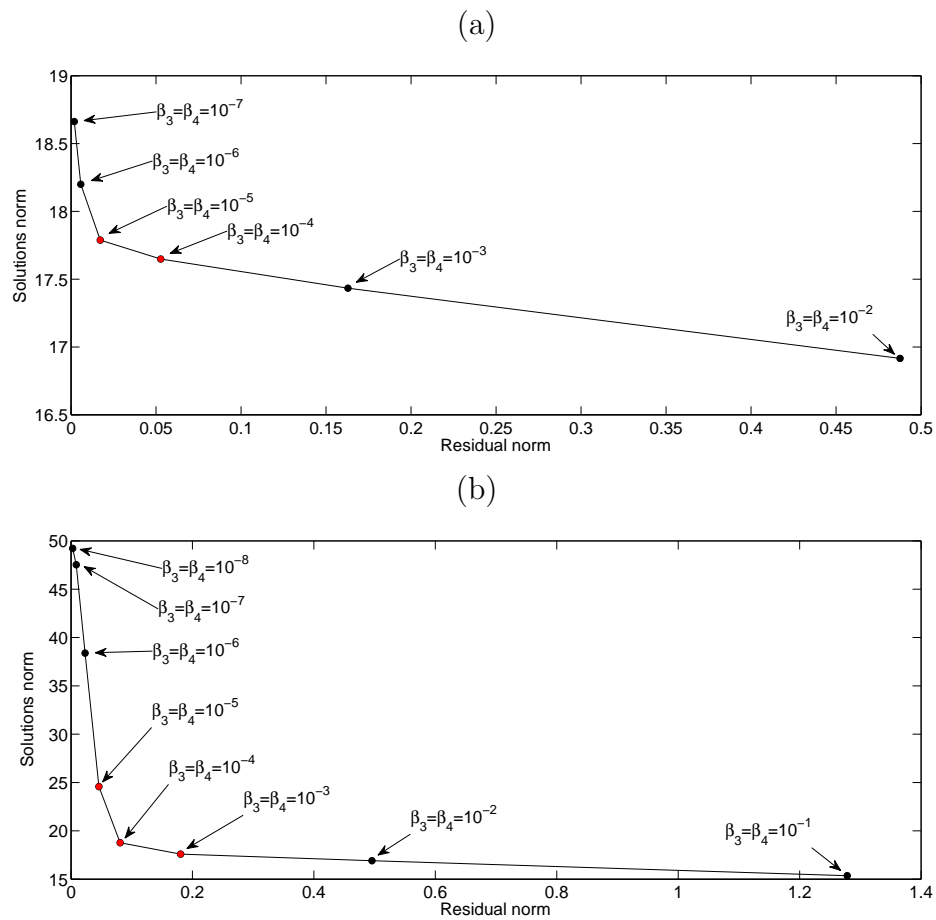 (a)
19
18.5
18
17.5
17
16.5
Solutions norm
β₃=β₄=10⁻⁷
β₃=β₄=10⁻⁶
β₃=β₄=10⁻⁵
β₃=β₄=10⁻⁴
β₃=β₄=10⁻³
β₃=β₄=10⁻²
0 0.05 0.1 0.15 0.2 0.25 0.3 0.35 0.4 0.45 0.5
Residual norm
(b)
50
45
40
35
30
25
20
15
Solutions norm
β₃=β₄=10⁻⁸
β₃=β₄=10⁻⁷
β₃=β₄=10⁻⁶
β₃=β₄=10⁻⁵
β₃=β₄=10⁻⁴
β₃=β₄=10⁻³
β₃=β₄=10⁻²
β₃=β₄=10⁻¹
0 0.2 0.4 0.6 0.8 1 1.2 1.4
Residual norm